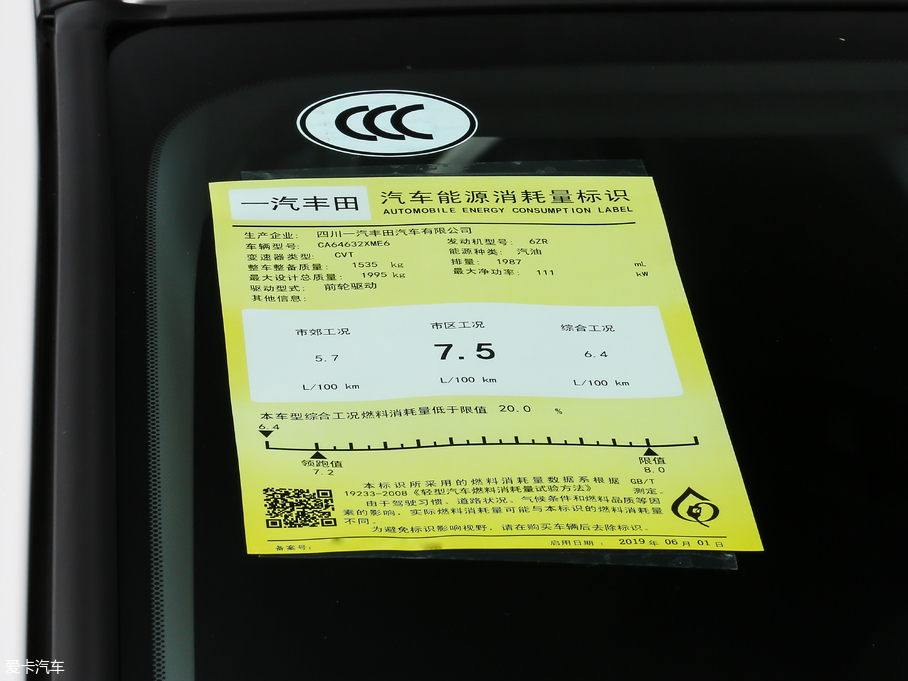 CCC
一汽丰田 汽车能源消耗量标识
AUTOMOBILE ENERGY CONSUMPTION LABEL
生产企业: 四川一汽丰田汽车有限公司
车辆型号: CA64632XME6 发动机型号: 6ZR
变速器类型: CVT 能源种类: 汽油
整车整备质量: 1535 kg 排量: 1987 mL
最大设计总质量: 1995 kg 最大净功率: 111 kW
驱动型式: 前轮驱动
其他信息:
市郊工况 市区工况 综合工况
5.7 7.5 6.4
L/100 km L/100 km L/100 km
本车型综合工况燃料消耗量低于限值 20.0 %
6.4
领跑值 限值
7.2 8.0
本标识所采用的燃料消耗量数据系根据 GB/T
19233-2008《轻型汽车燃料消耗量试验方法》 测定。
由于驾驶习惯、道路状况、气候条件和燃料品质等因
素的影响，实际燃料消耗量可能与本标识的燃料消耗量
不同。
为避免标识影响视野，请在购买车辆后去除标识。
备案号: 启用日期: 2019 年 06 月 01 日
爱卡汽车